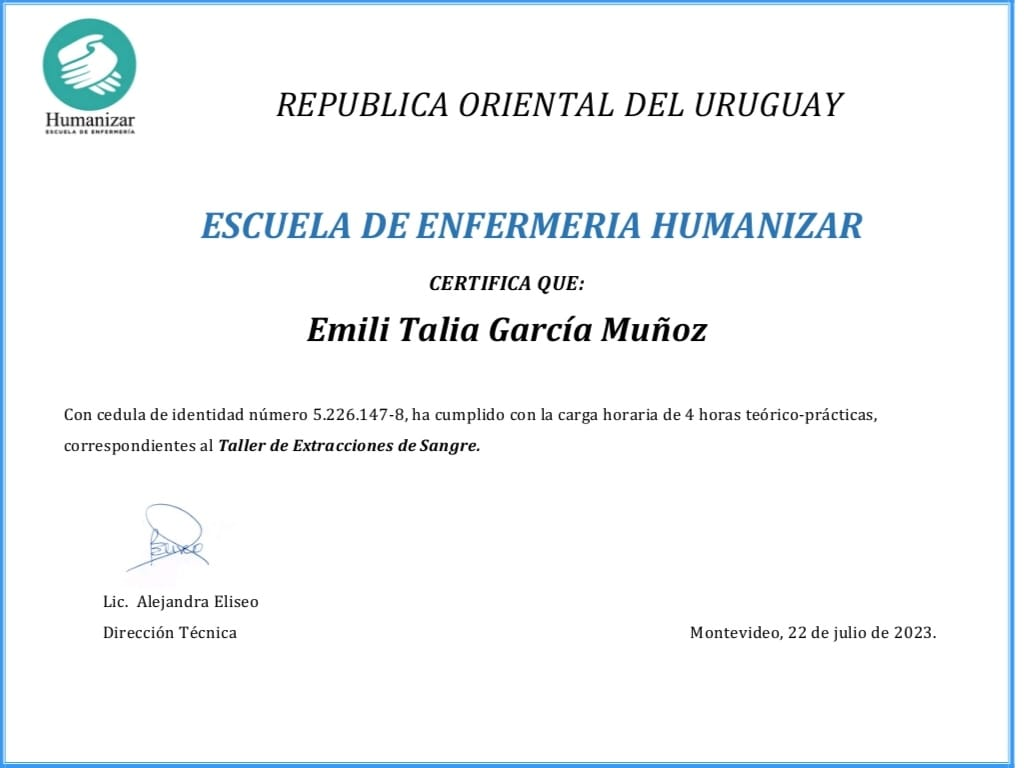 Humanizar
ESCUELA DE ENFERMERÍA
REPUBLICA ORIENTAL DEL URUGUAY
ESCUELA DE ENFERMERIA HUMANIZAR
CERTIFICA QUE:
Emili Talia García Muñoz
Con cedula de identidad número 5.226.147-8, ha cumplido con la carga horaria de 4 horas teórico-prácticas,
correspondientes al Taller de Extracciones de Sangre.
Lic. Alejandra Eliseo
Dirección Técnica
Montevideo, 22 de julio de 2023.